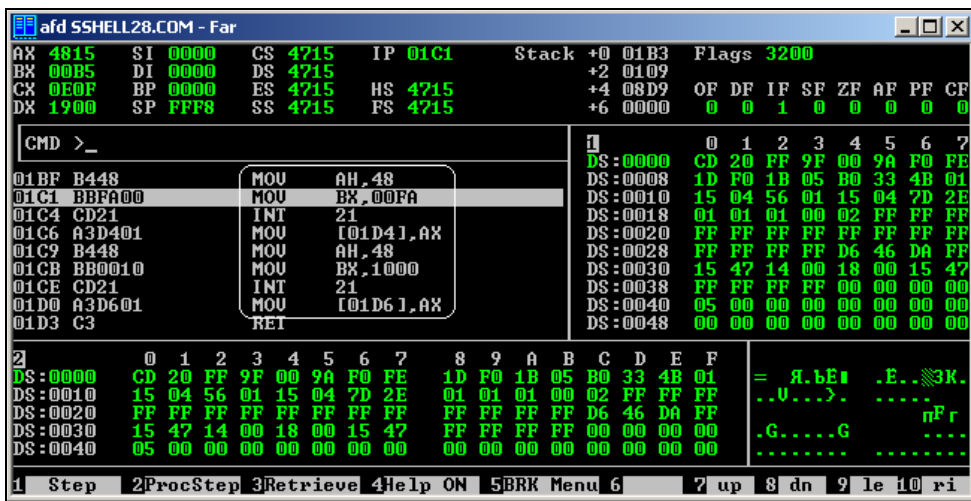 afd SSHELL28.COM - Far
AX 4815 SI 0000 CS 4715 IP 01C1 Stack +0 01B3 Flags 3200
BX 00B5 DI 0000 DS 4715 +2 0109
CX 0E0F BP 0000 ES 4715 HS 4715 +4 08D9 OF DF IF SF ZF AF PF CF
DX 1900 SP FFF8 SS 4715 FS 4715 +6 0000 0 0 1 0 0 0 0 0
CMD >_
01BF B448 MOV AH,48
01C1 BBFA00 MOV BX,00FA
01C4 CD21 INT 21
01C6 A3D401 MOV [01D4],AX
01C9 B448 MOV AH,48
01CB BB0010 MOV BX,1000
01CE CD21 INT 21
01D0 A3D601 MOV [01D6],AX
01D3 C3 RET
1 0 1 2 3 4 5 6 7
DS:0000 CD 20 FF 9F 00 9A F0 FE
DS:0008 1D F0 1B 05 B0 33 4B 01
DS:0010 15 04 56 01 15 04 7D 2E
DS:0018 01 01 01 00 02 FF FF FF
DS:0020 FF FF FF FF FF FF FF FF
DS:0028 FF FF FF FF D6 46 DA FF
DS:0030 15 47 14 00 18 00 15 47
DS:0038 FF FF FF FF 00 00 00 00
DS:0040 05 00 00 00 00 00 00 00
DS:0048 00 00 00 00 00 00 00 00
2 0 1 2 3 4 5 6 7 8 9 A B C D E F
DS:0000 CD 20 FF 9F 00 9A F0 FE 1D F0 1B 05 B0 33 4B 01 = Я.ЬЁ■ .Ё..░3К.
DS:0010 15 04 56 01 15 04 7D 2E 01 01 01 00 02 FF FF FF ..V...>. .....
DS:0020 FF FF FF FF FF FF FF FF FF FF FF FF D6 46 DA FF пF г
DS:0030 15 47 14 00 18 00 15 47 FF FF FF FF 00 00 00 00 .G.....G ....
DS:0040 05 00 00 00 00 00 00 00 00 00 00 00 00 00 00 00 ........ ........
1 Step 2ProcStep 3Retrieve 4Help ON 5BRK Menu 6 7 up 8 dn 9 le 10 ri